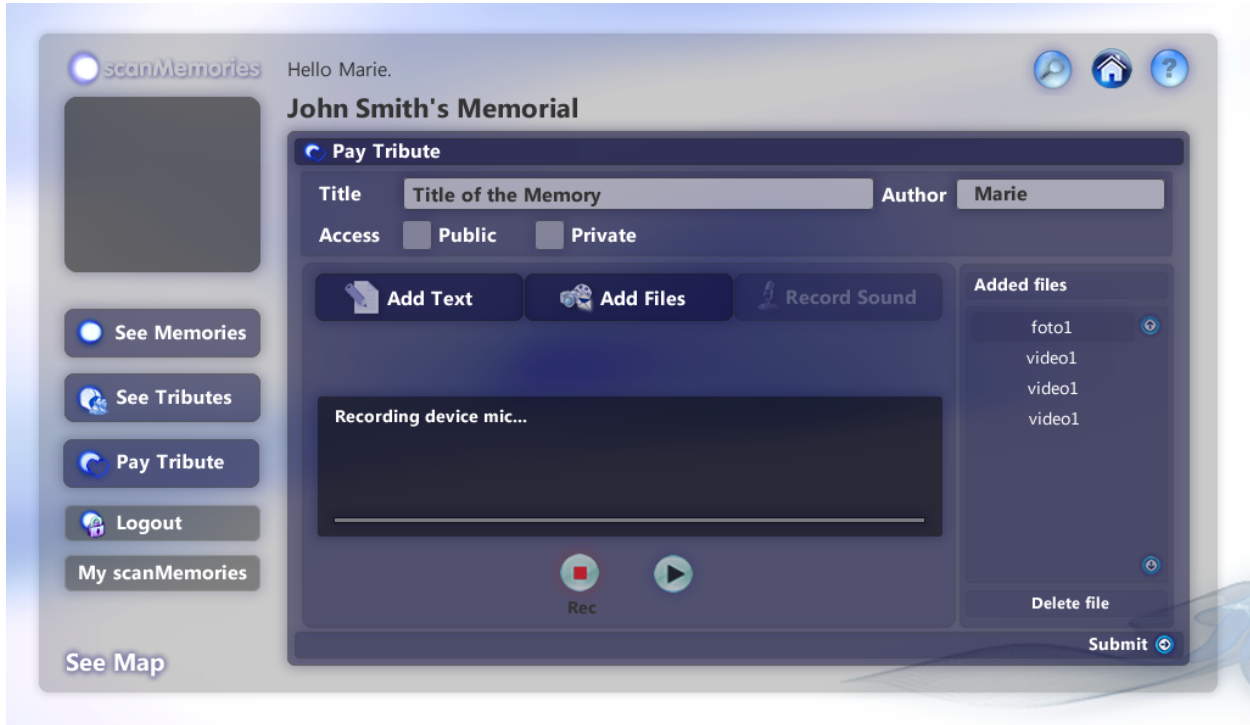 scanMemories
Hello Marie.
John Smith's Memorial
Pay Tribute
Title Title of the Memory Author Marie
Access Public Private
Add Text Add Files Record Sound
Added files
foto1
video1
video1
video1
Recording device mic...
Rec
Delete file
Submit
See Memories
See Tributes
Pay Tribute
Logout
My scanMemories
See Map